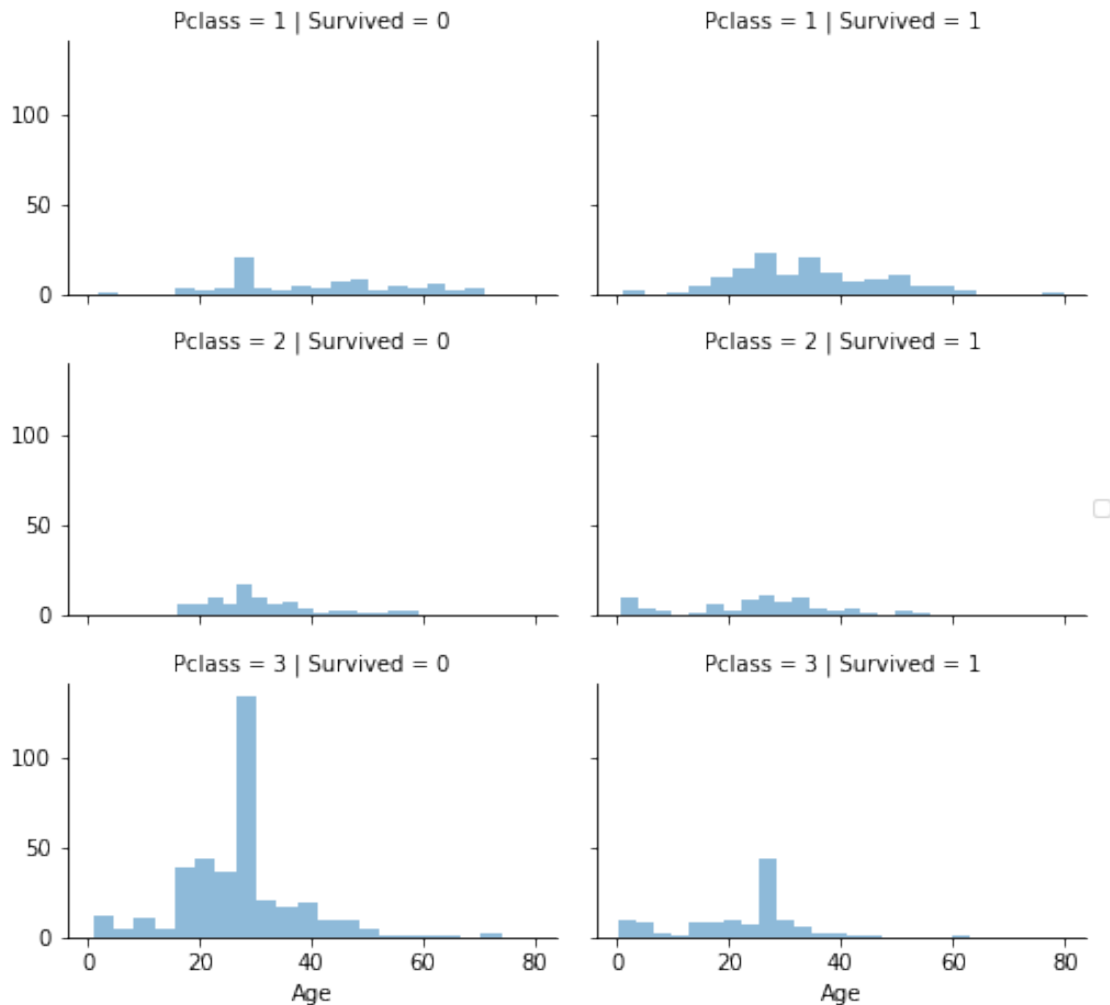 Pclass = 1 | Survived = 0
Pclass = 1 | Survived = 1
100
50
0
Pclass = 2 | Survived = 0
Pclass = 2 | Survived = 1
100
50
0
Pclass = 3 | Survived = 0
Pclass = 3 | Survived = 1
100
50
0
0 20 40 60 80
0 20 40 60 80
Age
Age